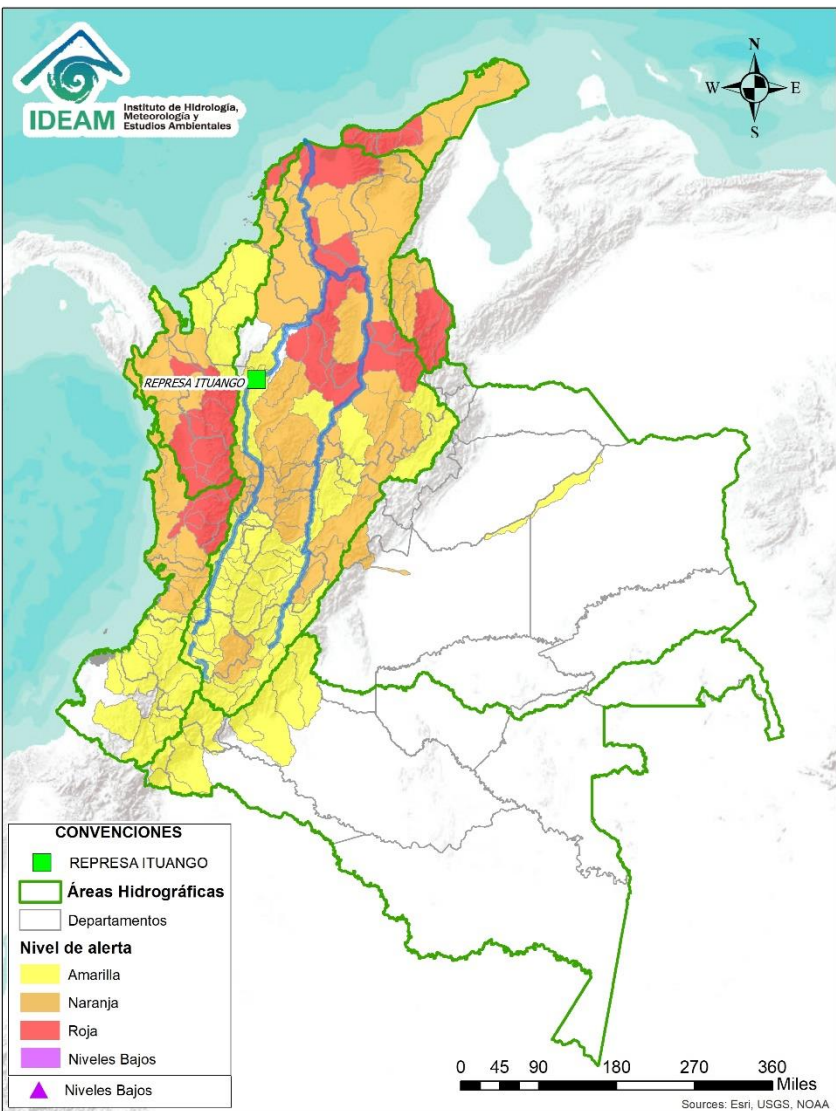 IDEAM
Instituto de Hidrología,
Meteorología y
Estudios Ambientales
N
W
E
S
REPRESA ITUANGO
CONVENCIONES
REPRESA ITUANGO
Áreas Hidrográficas
Departamentos
Nivel de alerta
Amarilla
Naranja
Roja
Niveles Bajos
Niveles Bajos
0 45 90 180 270 360
Miles
Sources: Esri, USGS, NOAA